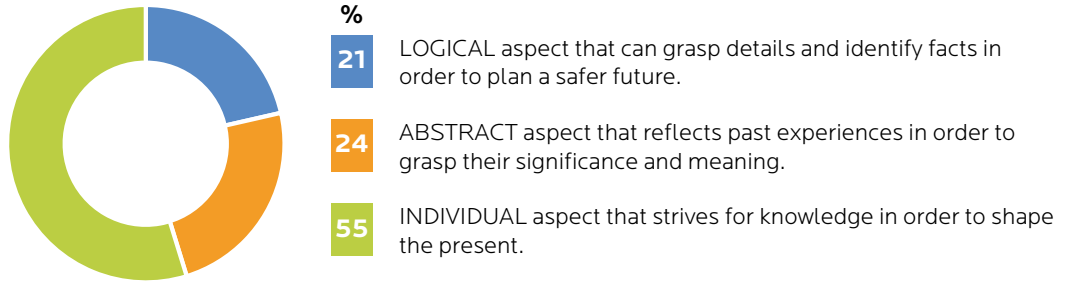 %
21
LOGICAL aspect that can grasp details and identify facts in
order to plan a safer future.
24
ABSTRACT aspect that reflects past experiences in order to
grasp their significance and meaning.
55
INDIVIDUAL aspect that strives for knowledge in order to shape
the present.